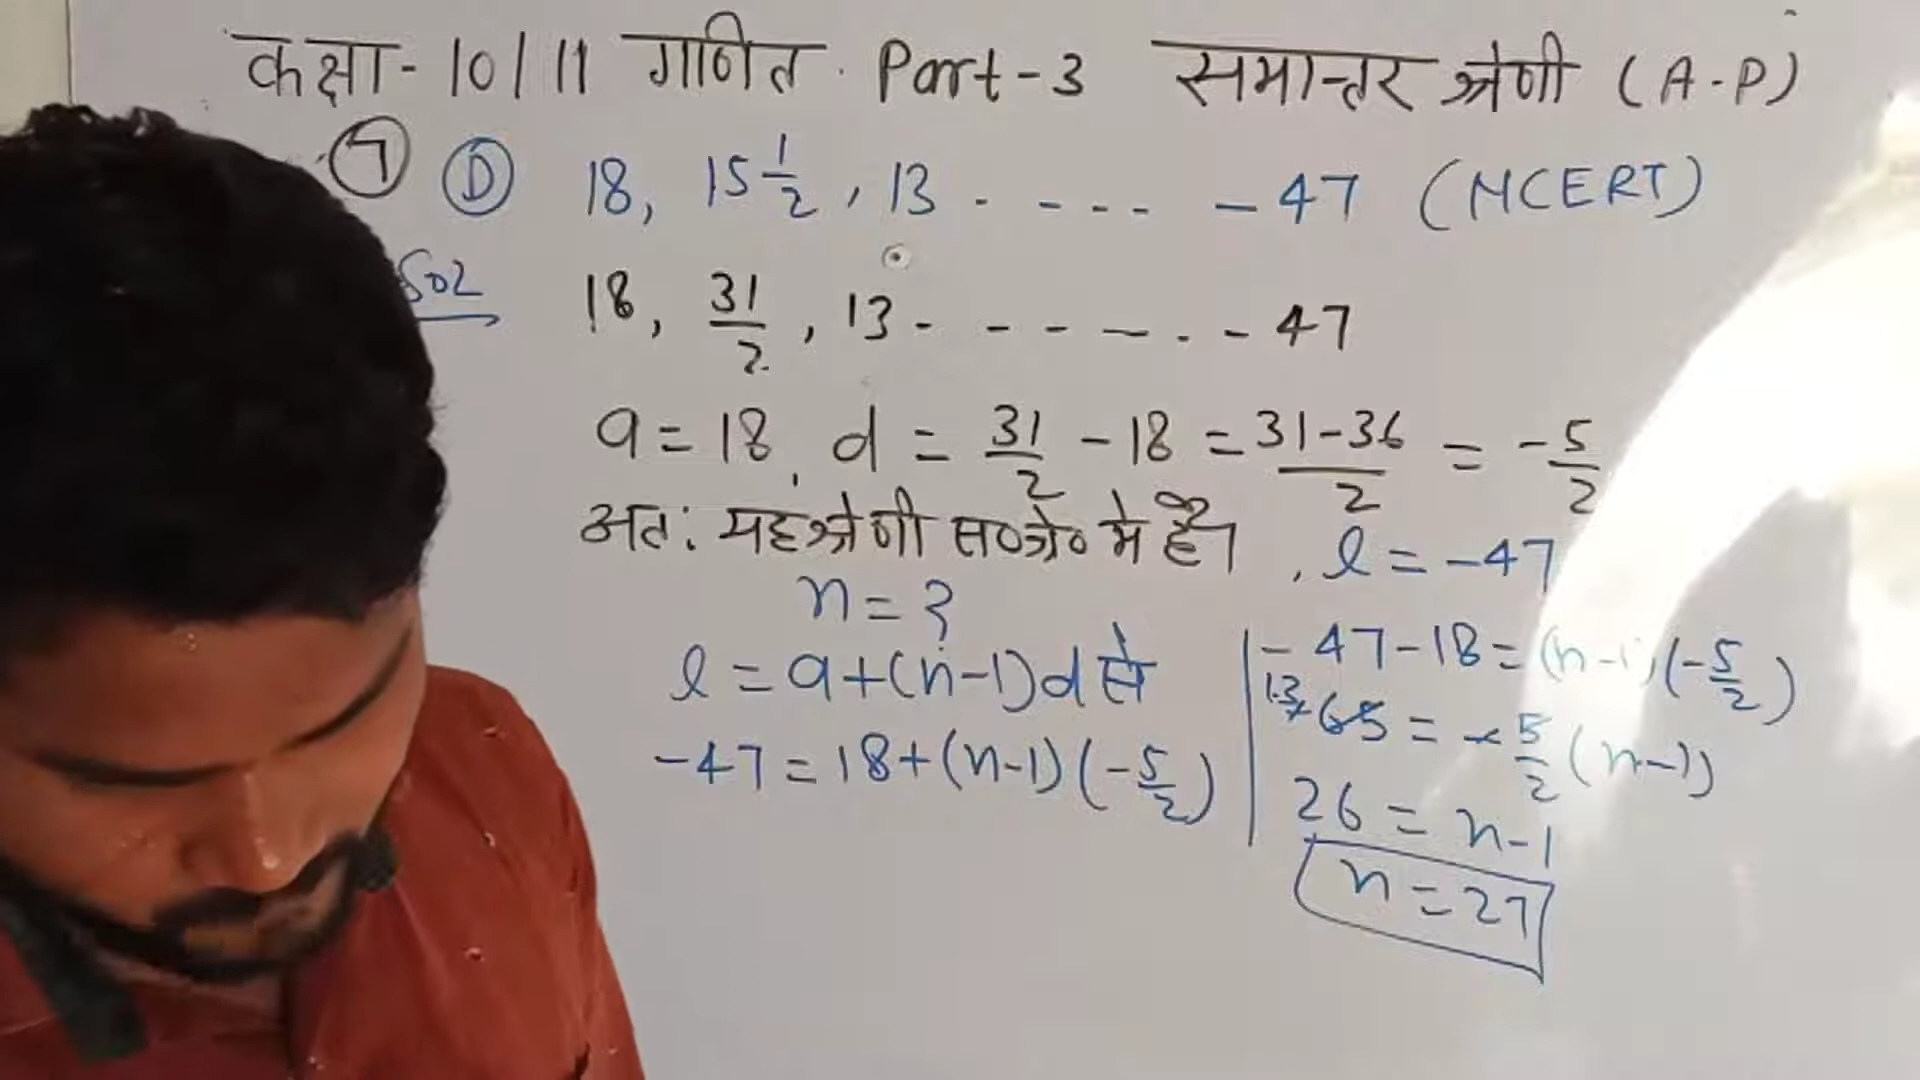 कक्षा- 10/11 गणित. Part-3 समान्तर श्रेणी (A.P)
7 D 18, 15 1/2, 13 - - - - - -47 (NCERT)
Sol 18, 31/2, 13 - - - - - . -47
a = 18, d = 31/2 - 18 = 31-36/2 = -5/2
अतः यह श्रेणी स०श्रे० मे है। , l = -47
n = ?
l = a+(n-1)d से
-47 = 18+(n-1)(-5/2)
-47-18 = (n-1)(-5/2)
13 -65 = -5/2(n-1)
26 = n-1
n = 27